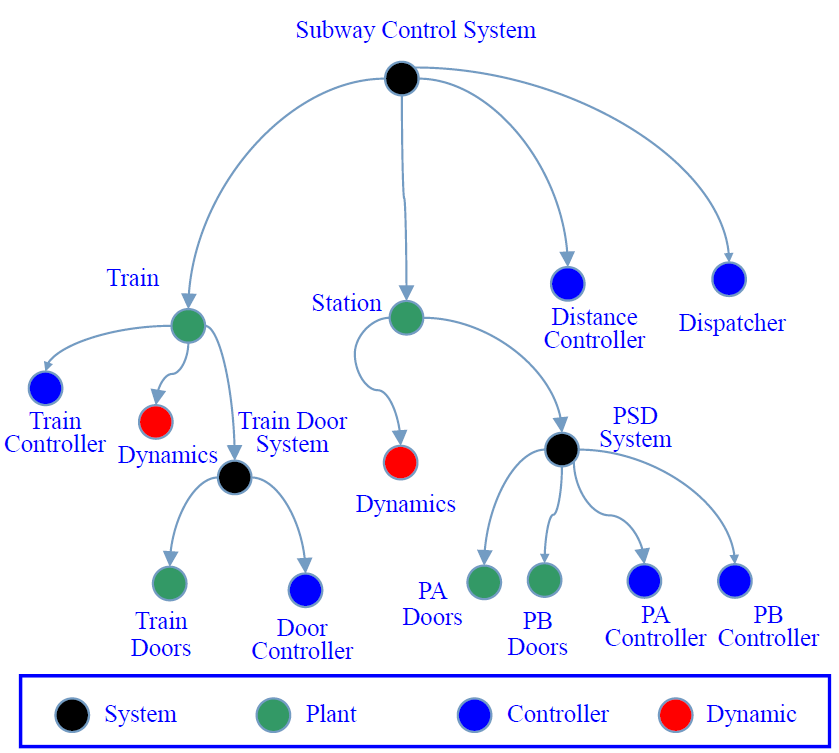 Subway Control System
Train
Station
Distance
Controller
Dispatcher
Train
Controller
Dynamics
Train Door
System
PSD
System
Dynamics
Train
Doors
Door
Controller
PA
Doors
PB
Doors
PA
Controller
PB
Controller
System
Plant
Controller
Dynamic